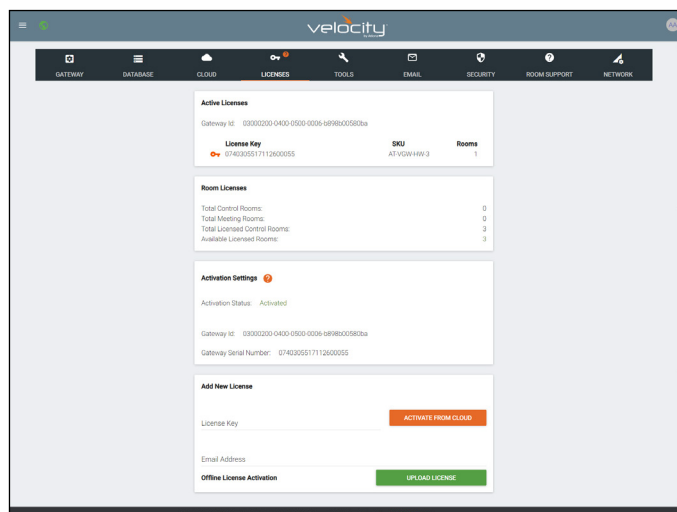 velocity
AA
GATEWAY DATABASE CLOUD LICENSES TOOLS EMAIL SECURITY ROOM SUPPORT NETWORK
Active Licenses
Gateway Id: 03000200-0400-0500-0006-b898b00580ba
License Key SKU Rooms
0740305517112600055 AT-VGW-HW-3 1
Room Licenses
Total Control Rooms: 0
Total Meeting Rooms: 0
Total Licensed Control Rooms: 3
Available Licensed Rooms: 3
Activation Settings ?
Activation Status: Activated
Gateway Id: 03000200-0400-0500-0006-b898b00580ba
Gateway Serial Number: 0740305517112600055
Add New License
License Key
ACTIVATE FROM CLOUD
Email Address
Offline License Activation
UPLOAD LICENSE